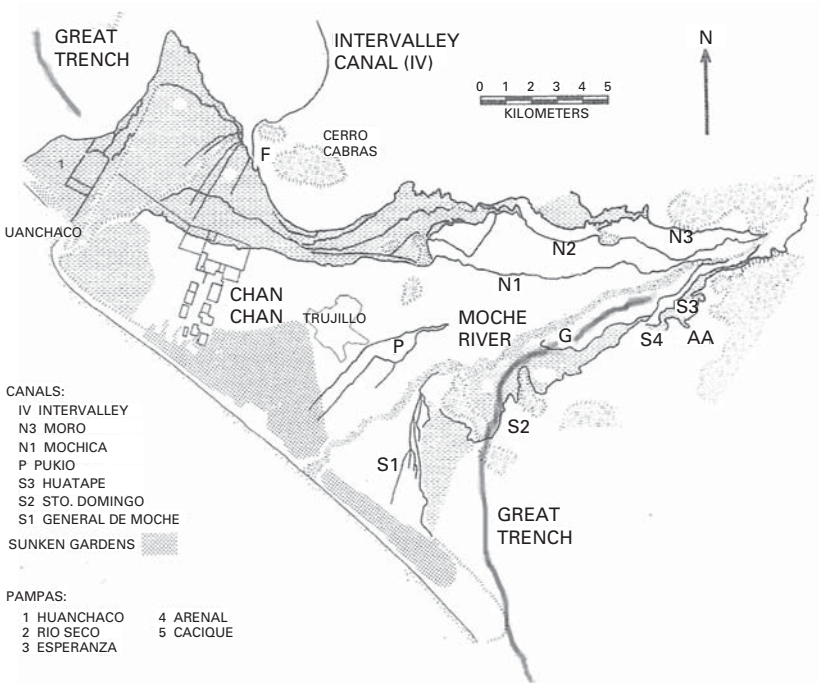 GREAT
TRENCH
INTERVALLEY
CANAL (IV)
N
0 1 2 3 4 5
KILOMETERS
CERRO
CABRAS
F
1
UANCHACO
N2
N3
N1
CHAN
CHAN
TRUJILLO
MOCHE
RIVER
P
G
S3
S4
AA
S2
S1
GREAT
TRENCH
CANALS:
IV INTERVALLEY
N3 MORO
N1 MOCHICA
P PUKIO
S3 HUATAPE
S2 STO. DOMINGO
S1 GENERAL DE MOCHE
SUNKEN GARDENS
PAMPAS:
1 HUANCHACO
2 RIO SECO
3 ESPERANZA
4 ARENAL
5 CACIQUE